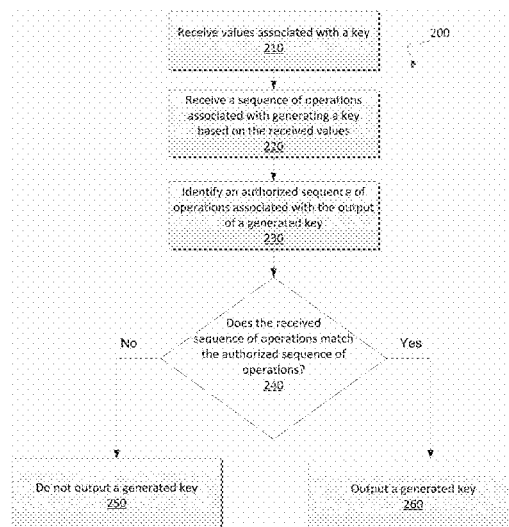 Receive values associated with a key
210
200
Receive a sequence of operations
associated with generating a key
based on the received values
220
Identify an authorized sequence of
operations associated with the output
of a generated key
230
Does the received
sequence of operations match
the authorized sequence of
operations?
240
No
Yes
Do not output a generated key
250
Output a generated key
260